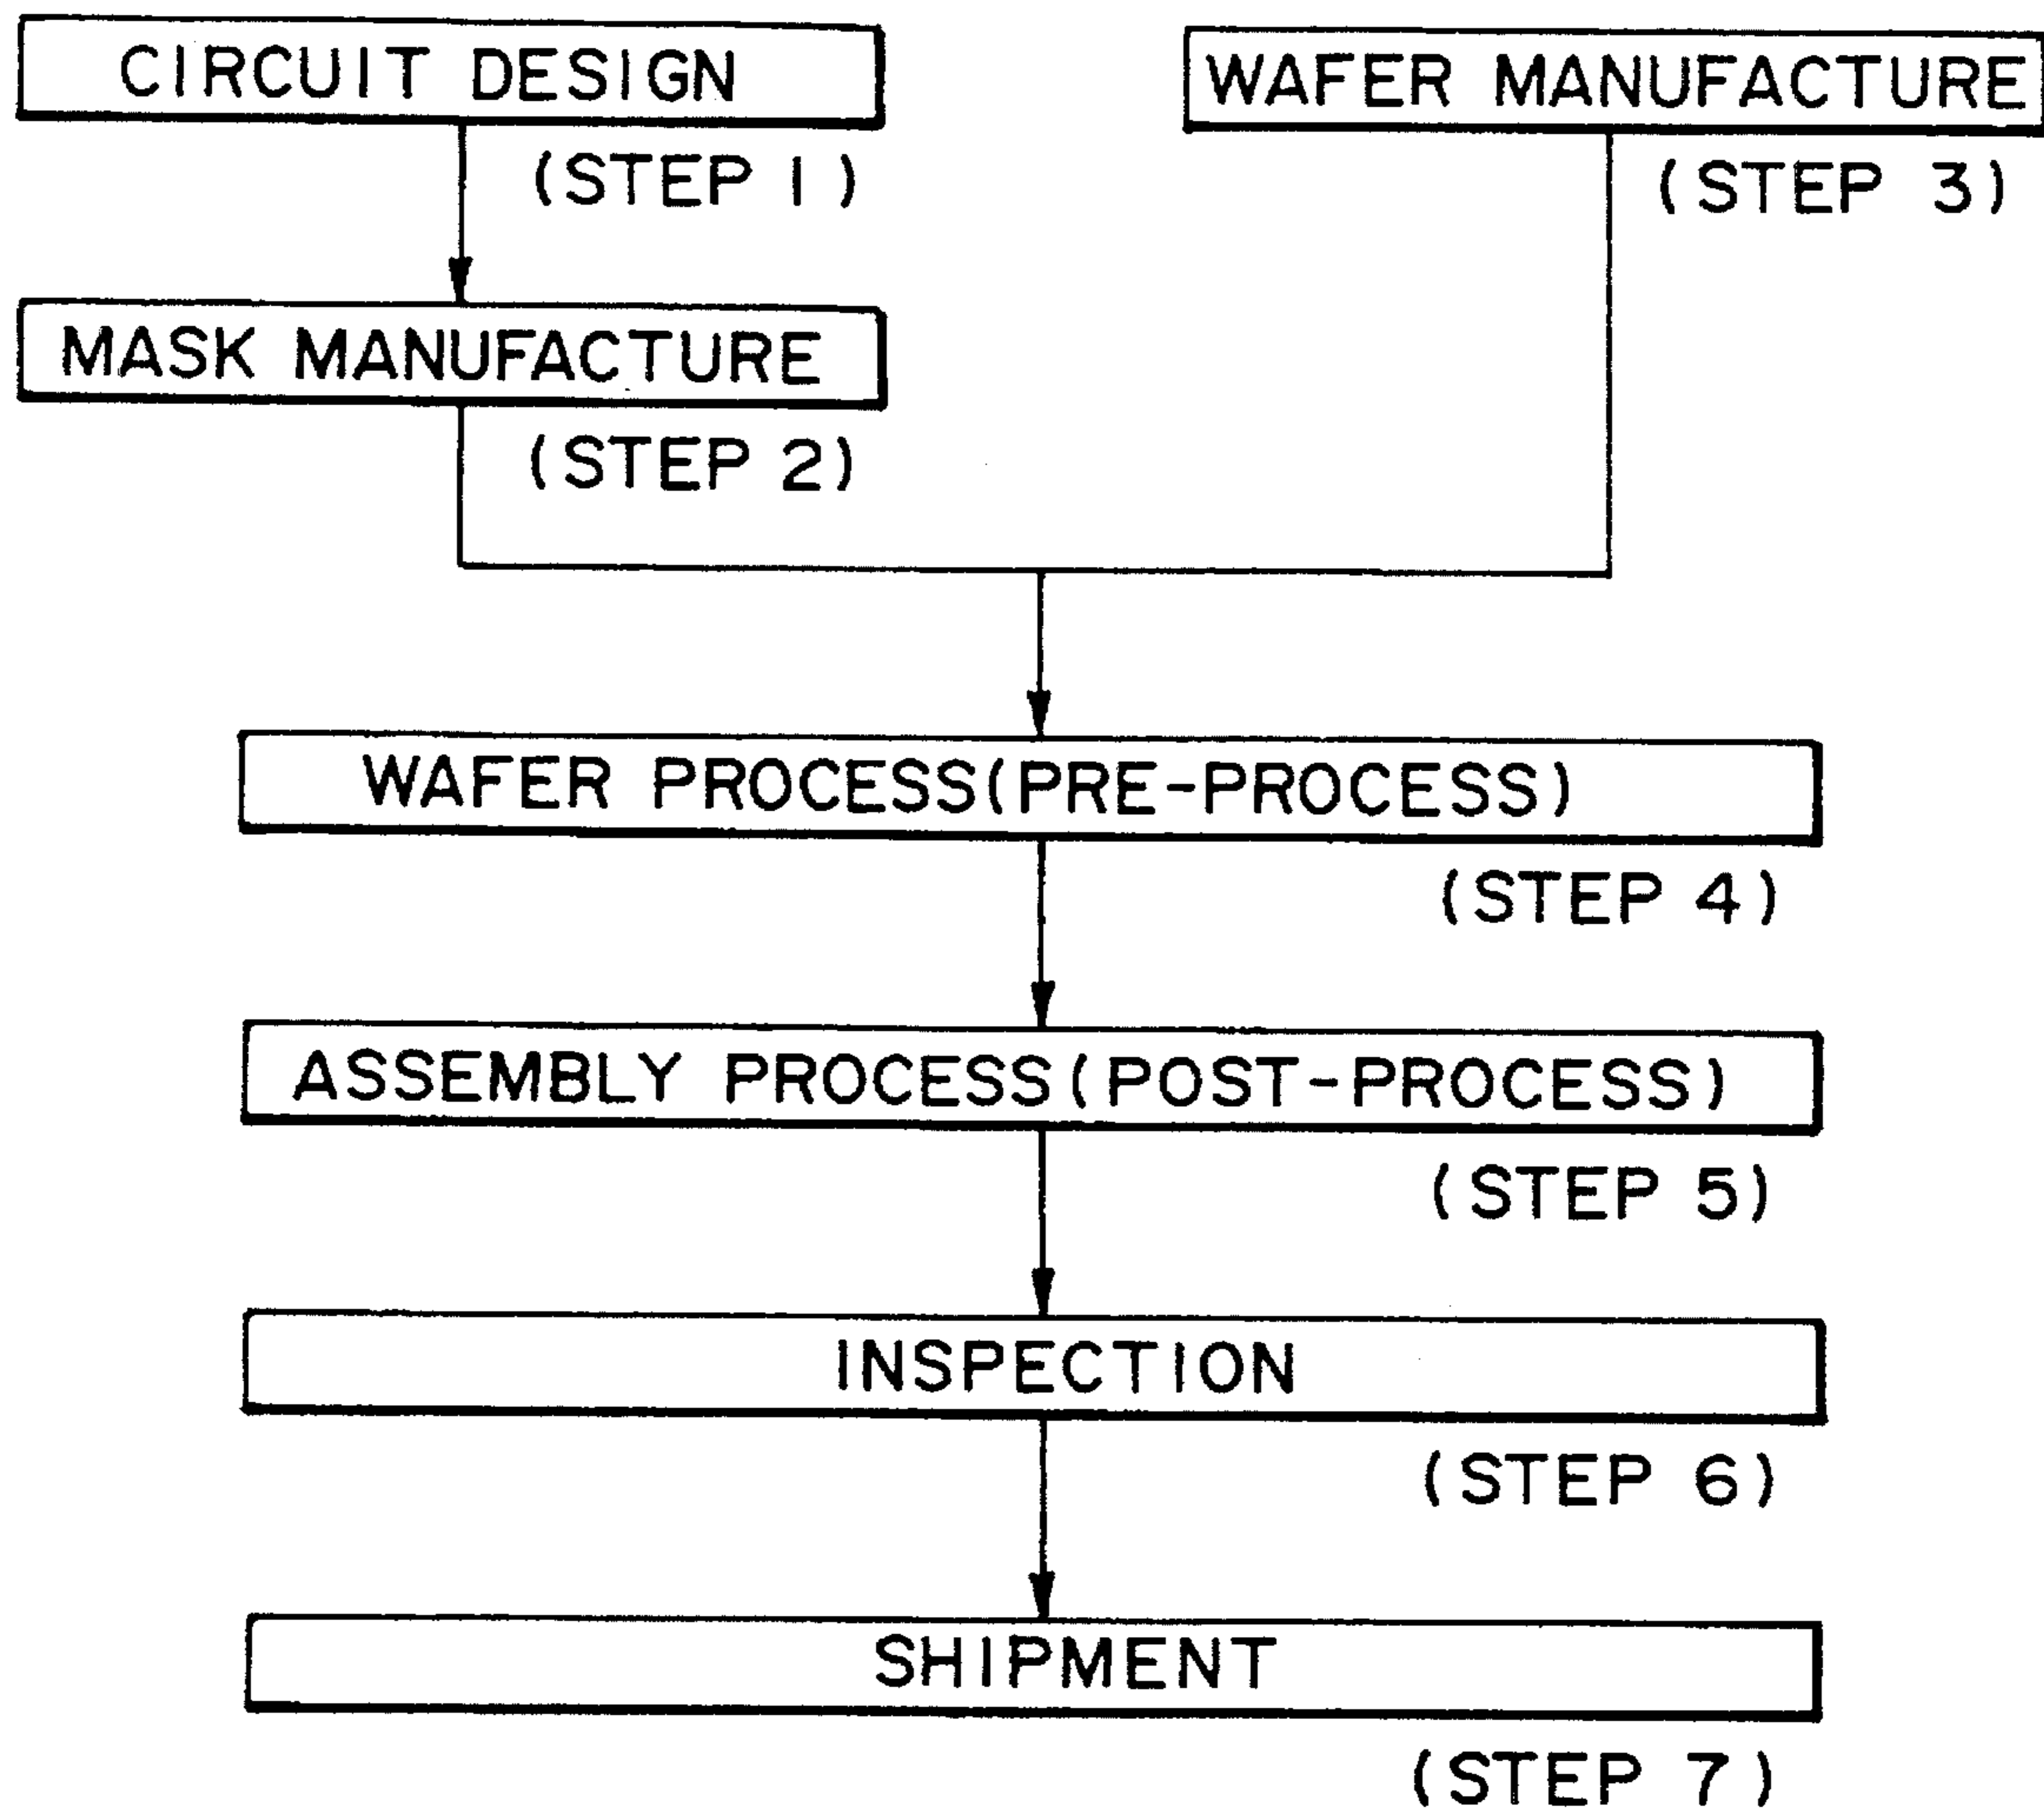 CIRCUIT DESIGN
(STEP 1)
WAFER MANUFACTURE
(STEP 3)
MASK MANUFACTURE
(STEP 2)
WAFER PROCESS(PRE-PROCESS)
(STEP 4)
ASSEMBLY PROCESS(POST-PROCESS)
(STEP 5)
INSPECTION
(STEP 6)
SHIPMENT
(STEP 7)